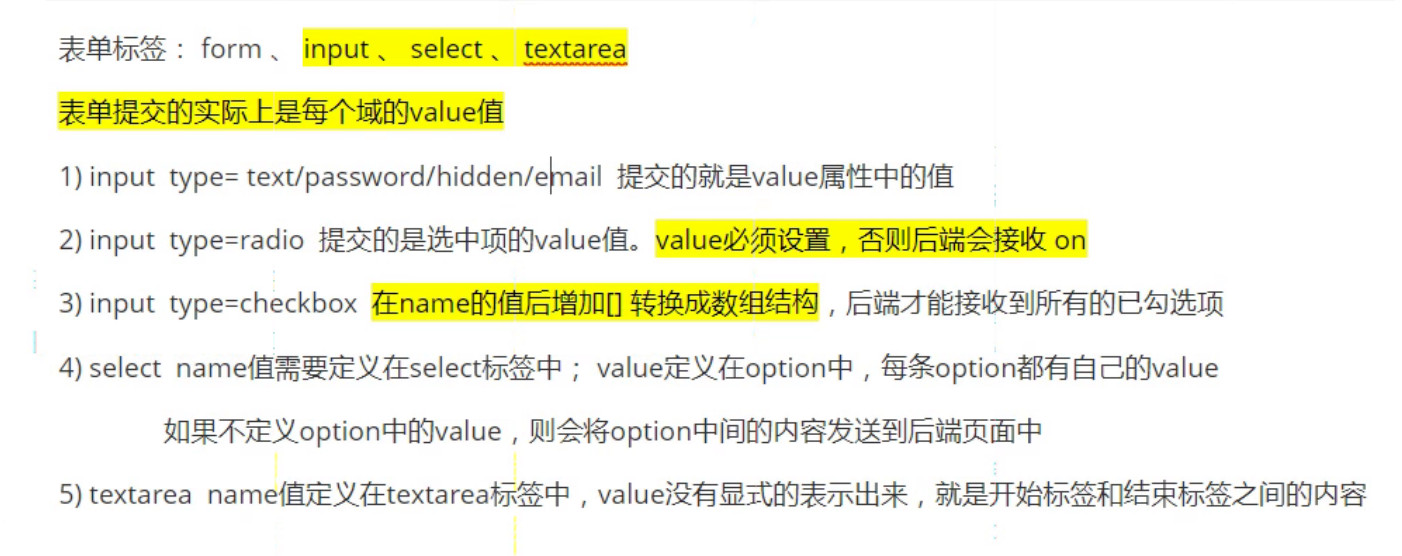 表单标签： form 、 input 、 select 、 textarea
表单提交的实际上是每个域的value值
1) input type= text/password/hidden/email 提交的就是value属性中的值
2) input type=radio 提交的是选中项的value值。value必须设置，否则后端会接收 on
3) input type=checkbox 在name的值后增加[] 转换成数组结构，后端才能接收到所有的已勾选项
4) select name值需要定义在select标签中； value定义在option中，每条option都有自己的value
如果不定义option中的value，则会将option中间的内容发送到后端页面中
5) textarea name值定义在textarea标签中，value没有显式的表示出来，就是开始标签和结束标签之间的内容